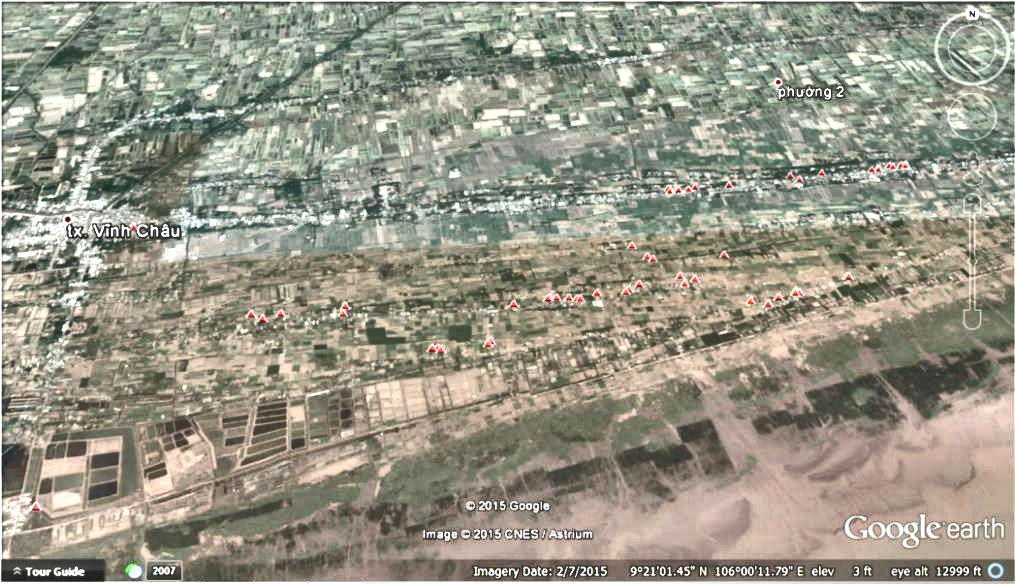 N
phường 2
tx. Vĩnh Châu
© 2015 Google
Image © 2015 CNES / Astrium
Google earth
Tour Guide
2007
Imagery Date: 2/7/2015 9°21'01.45" N 106°00'11.79" E elev 3 ft eye alt 12999 ft